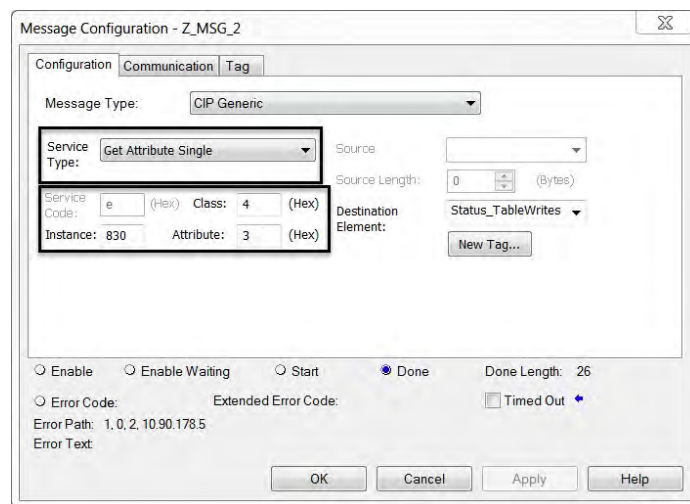 Message Configuration - Z_MSG_2
Configuration Communication Tag
Message Type: CIP Generic
Service Type: Get Attribute Single
Source
Source Length: 0 (Bytes)
Service Code: e (Hex) Class: 4 (Hex)
Destination Element: Status_TableWrites
Instance: 830 Attribute: 3 (Hex)
New Tag...
Enable Enable Waiting Start Done Done Length: 26
Error Code: Extended Error Code: Timed Out
Error Path: 1, 0, 2, 10.90.178.5
Error Text:
OK Cancel Apply Help